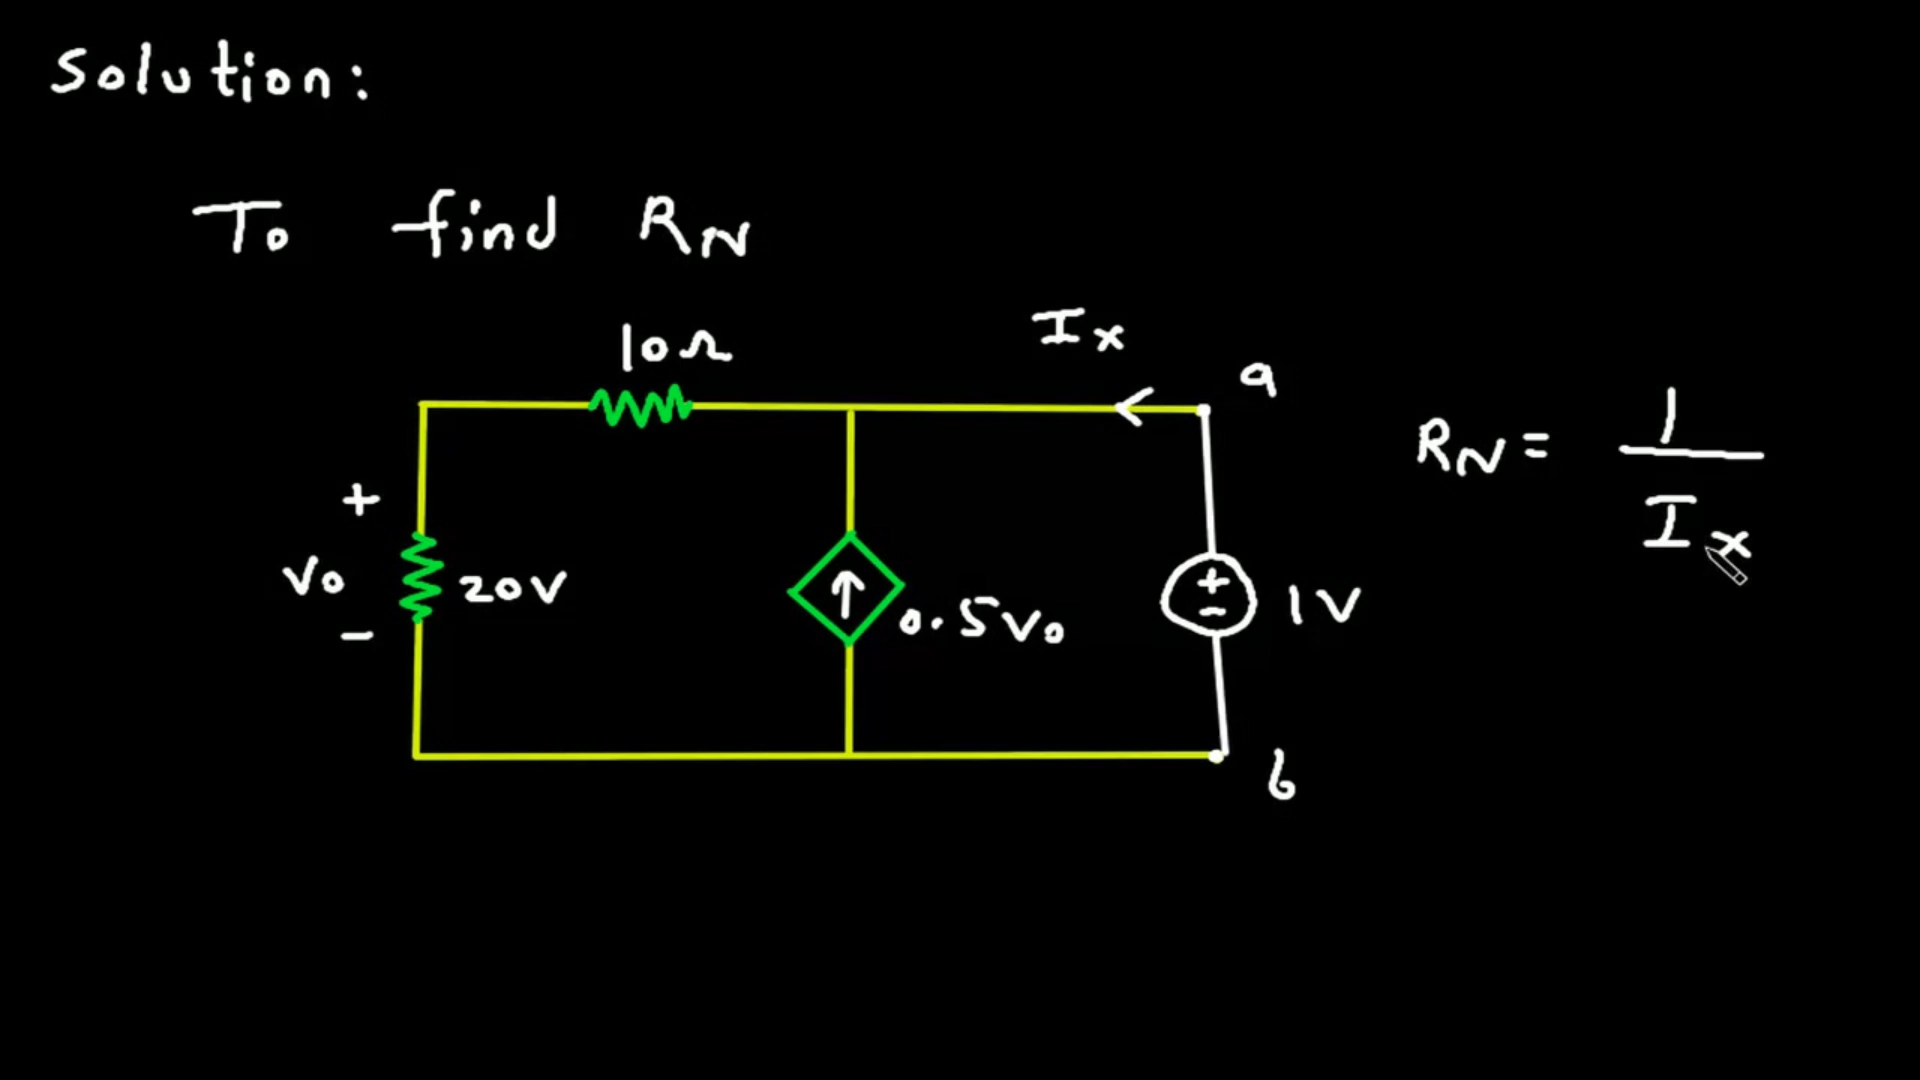 Solution:
To find RN
10Ω
Ix
a
RN = 1/Ix
+
Vo
-
20V
0.5Vo
+
-
1V
b